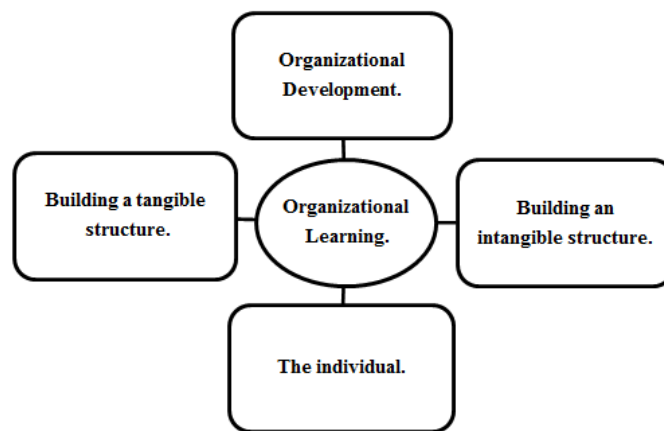 Organizational
Development.
Building a tangible
structure.
Organizational
Learning.
Building an
intangible structure.
The individual.